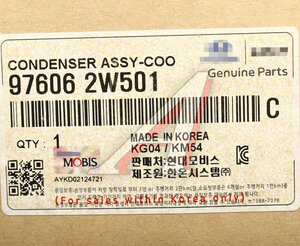 CONDENSER ASSY-COO
Genuine Parts
97606 2W501
C
QTY : 1
MADE IN KOREA
KG04 / KM54
MOBIS
판매처:현대모비스
제조원:한온시스템㈜
AYKD02124721
(For sales within Korea only)